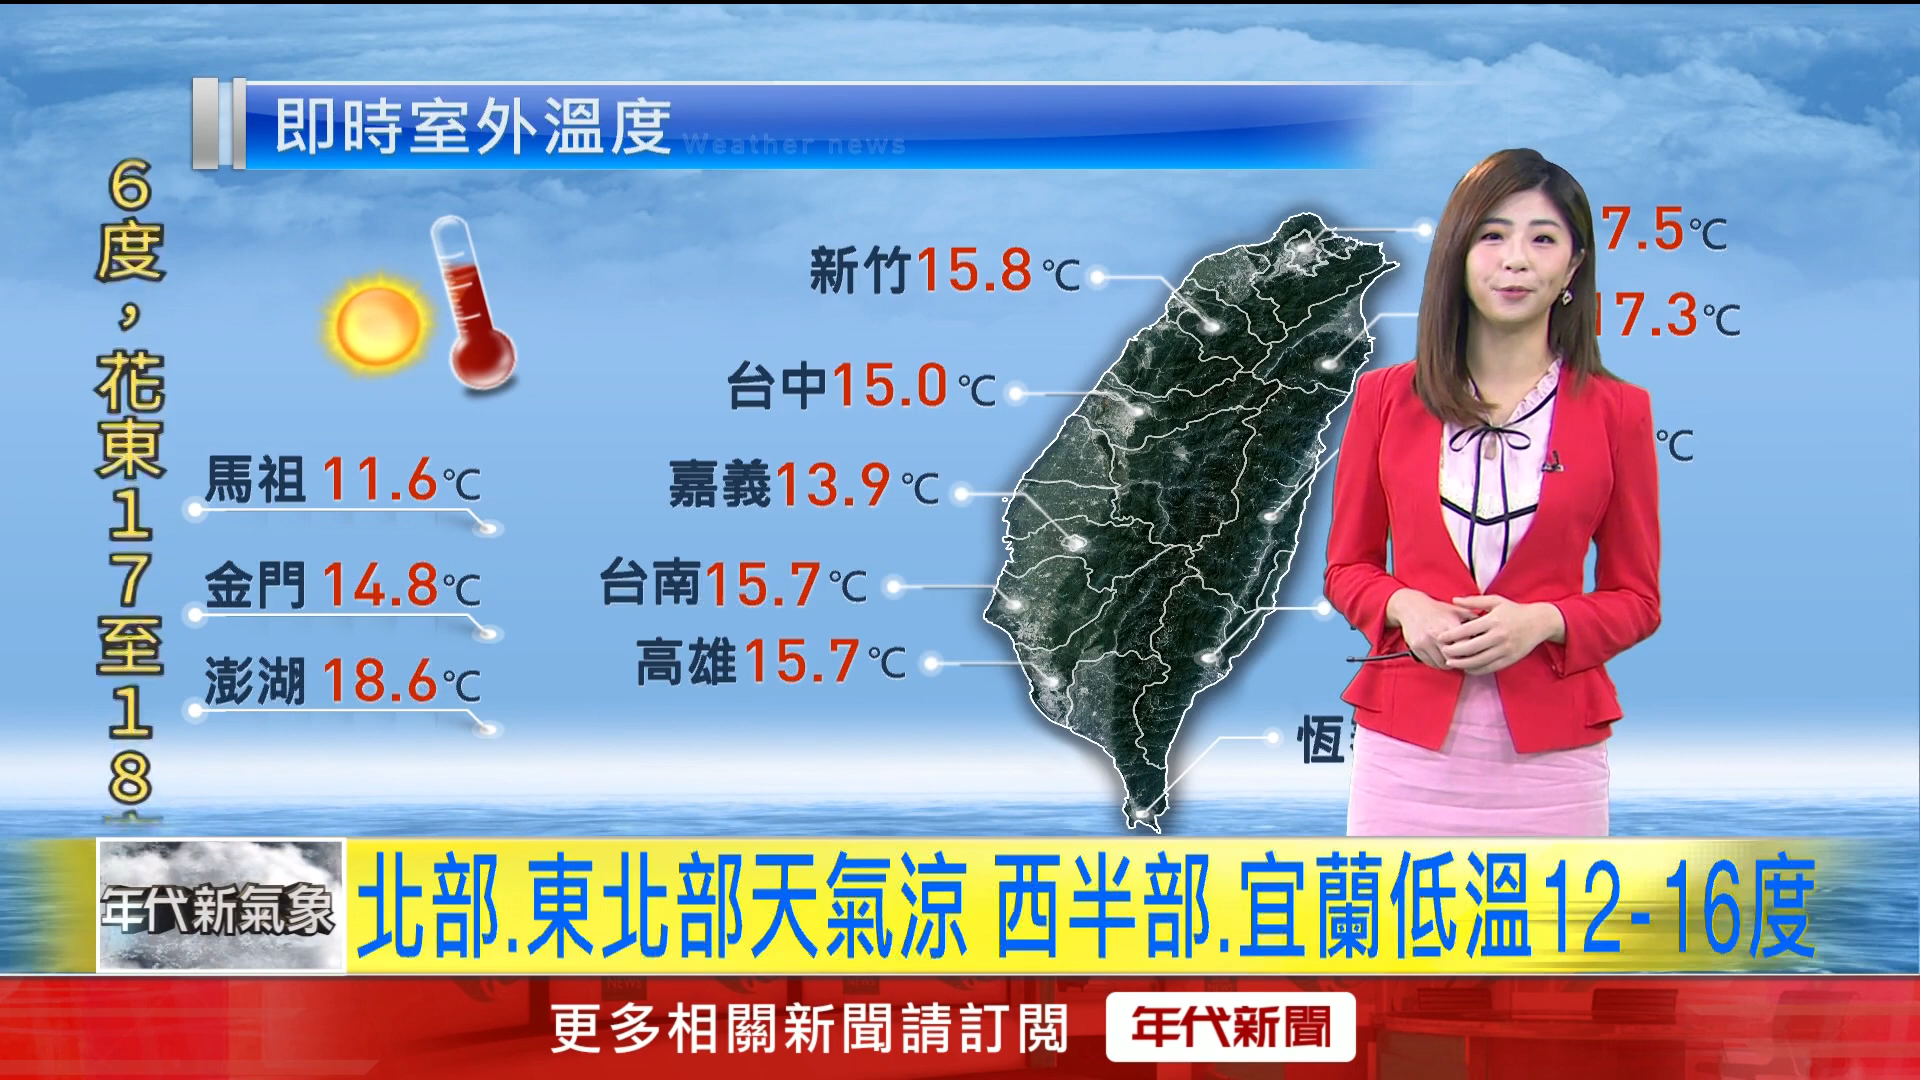 即時室外溫度
Weather news
6度，花東17至18
新竹15.8℃
7.5℃
17.3℃
台中15.0℃
℃
馬祖 11.6℃
嘉義13.9℃
金門 14.8℃
台南15.7℃
澎湖 18.6℃
高雄15.7℃
恆
年代新氣象
北部.東北部天氣涼 西半部.宜蘭低溫12-16度
更多相關新聞請訂閱 年代新聞